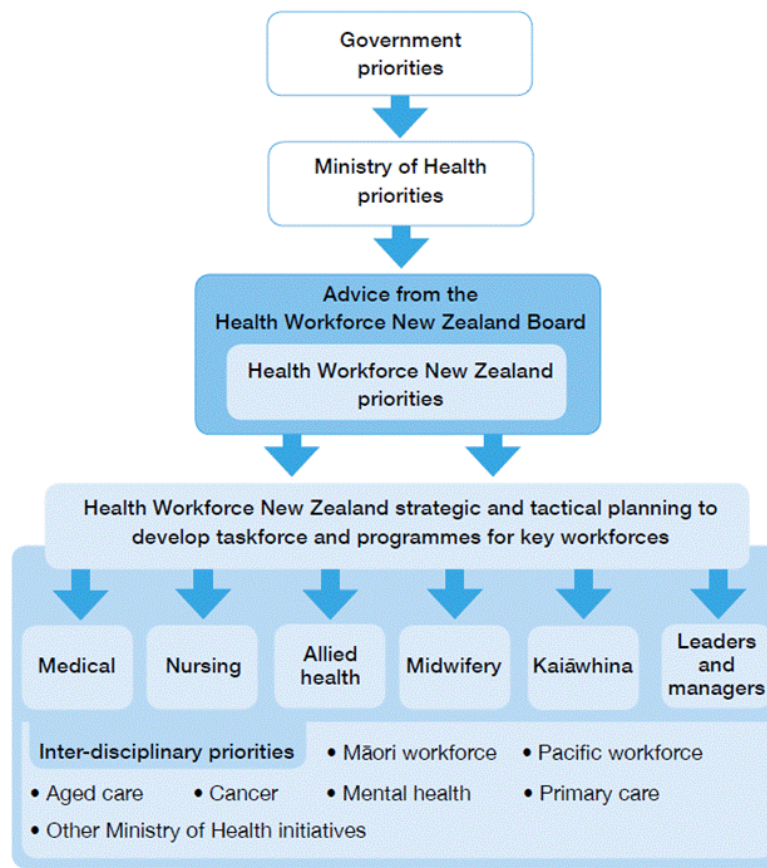 Government
priorities
Ministry of Health
priorities
Advice from the
Health Workforce New Zealand Board
Health Workforce New Zealand
priorities
Health Workforce New Zealand strategic and tactical planning to
develop taskforce and programmes for key workforces
Medical
Nursing
Allied
health
Midwifery
Kaiāwhina
Leaders
and
managers
Inter-disciplinary priorities
• Māori workforce
• Pacific workforce
• Aged care
• Cancer
• Mental health
• Primary care
• Other Ministry of Health initiatives